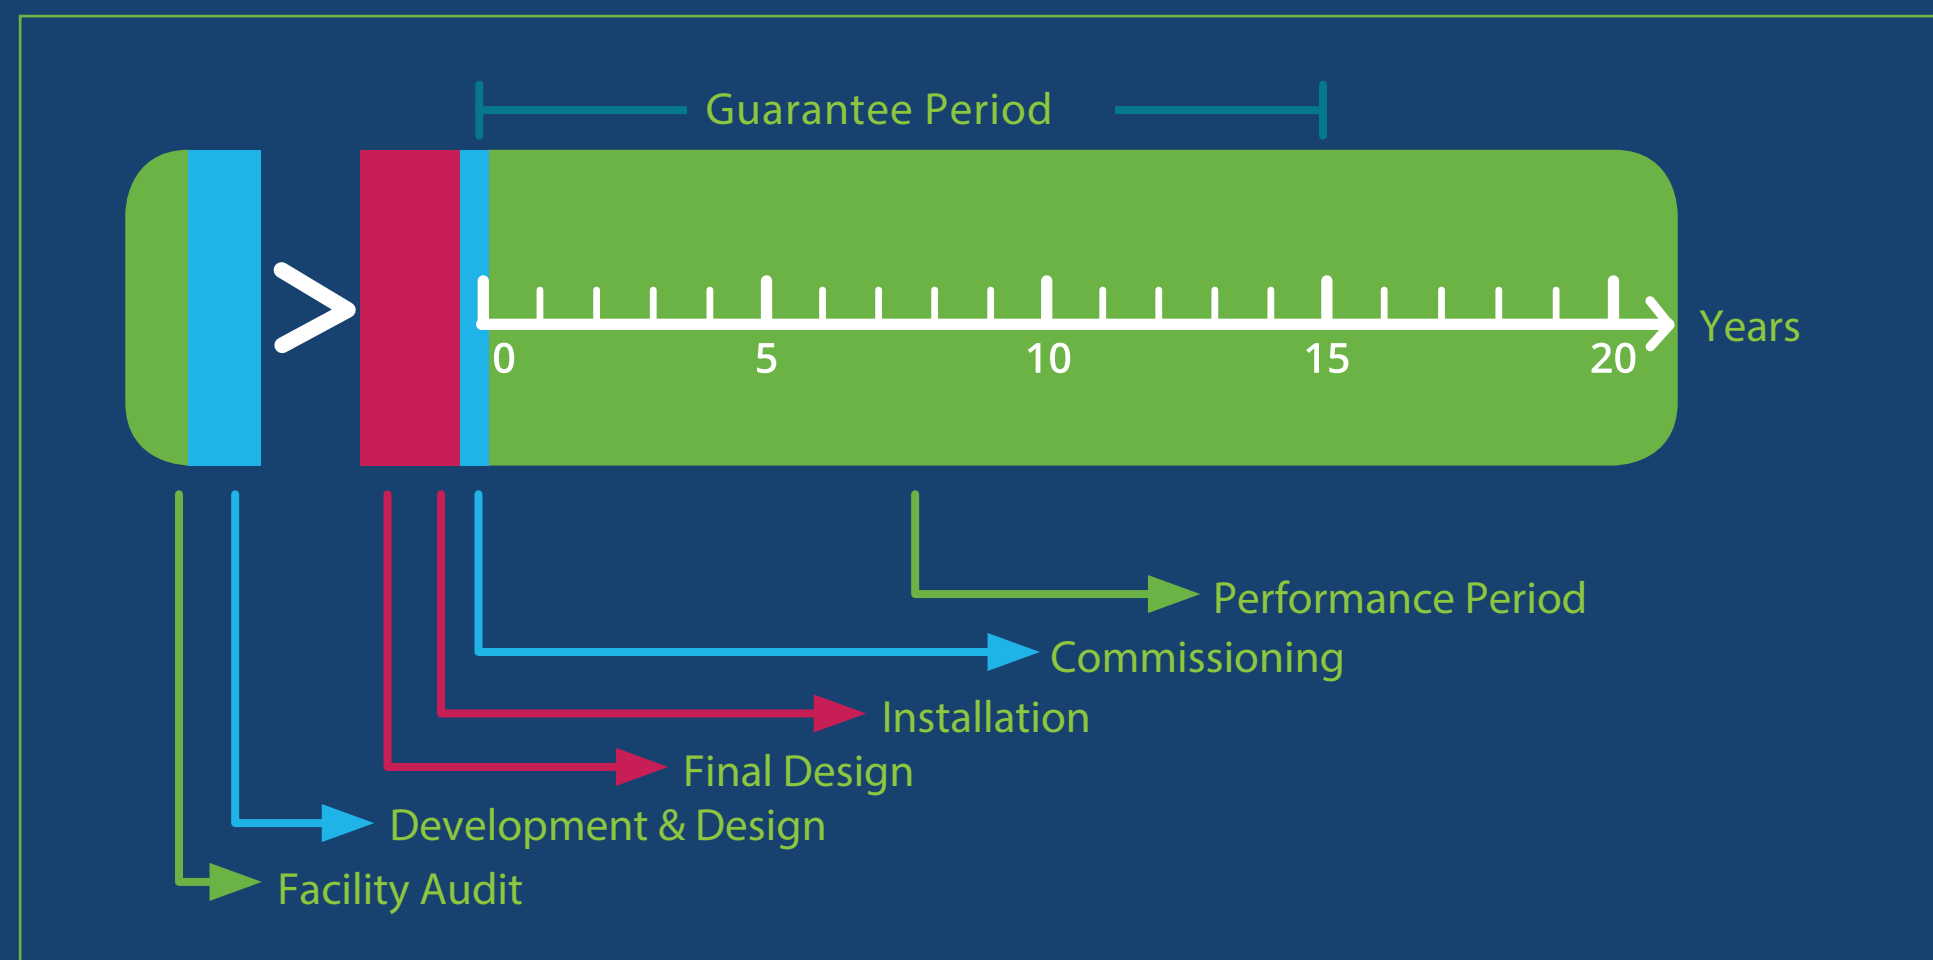 Guarantee Period
0 5 10 15 20
Years
Performance Period
Commissioning
Installation
Final Design
Development & Design
Facility Audit